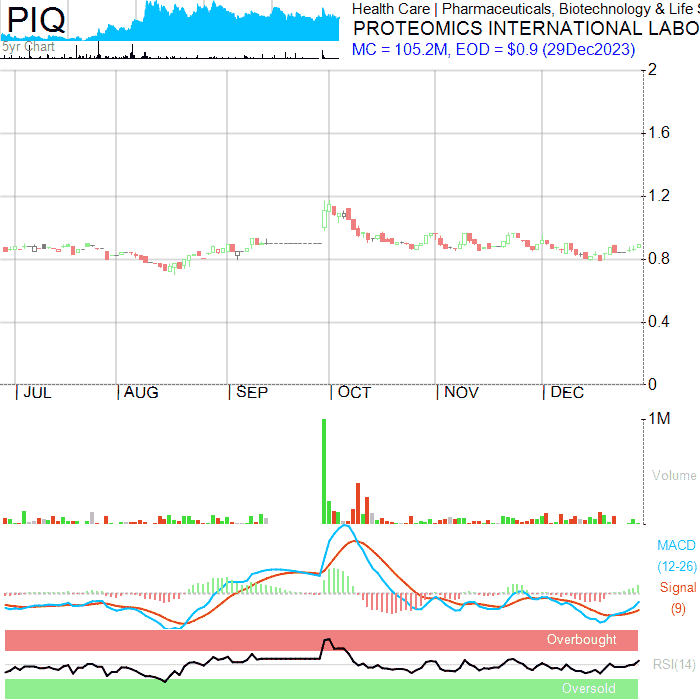 PIQ
5yr Chart
Health Care | Pharmaceuticals, Biotechnology & Life
PROTEOMICS INTERNATIONAL LABO
MC = 105.2M, EOD = $0.9 (29Dec2023)
2
1.6
1.2
0.8
0.4
0
| JUL | AUG | SEP | OCT | NOV | DEC
1M
Volume
MACD
(12-26)
Signal
(9)
Overbought
RSI(14)
Oversold